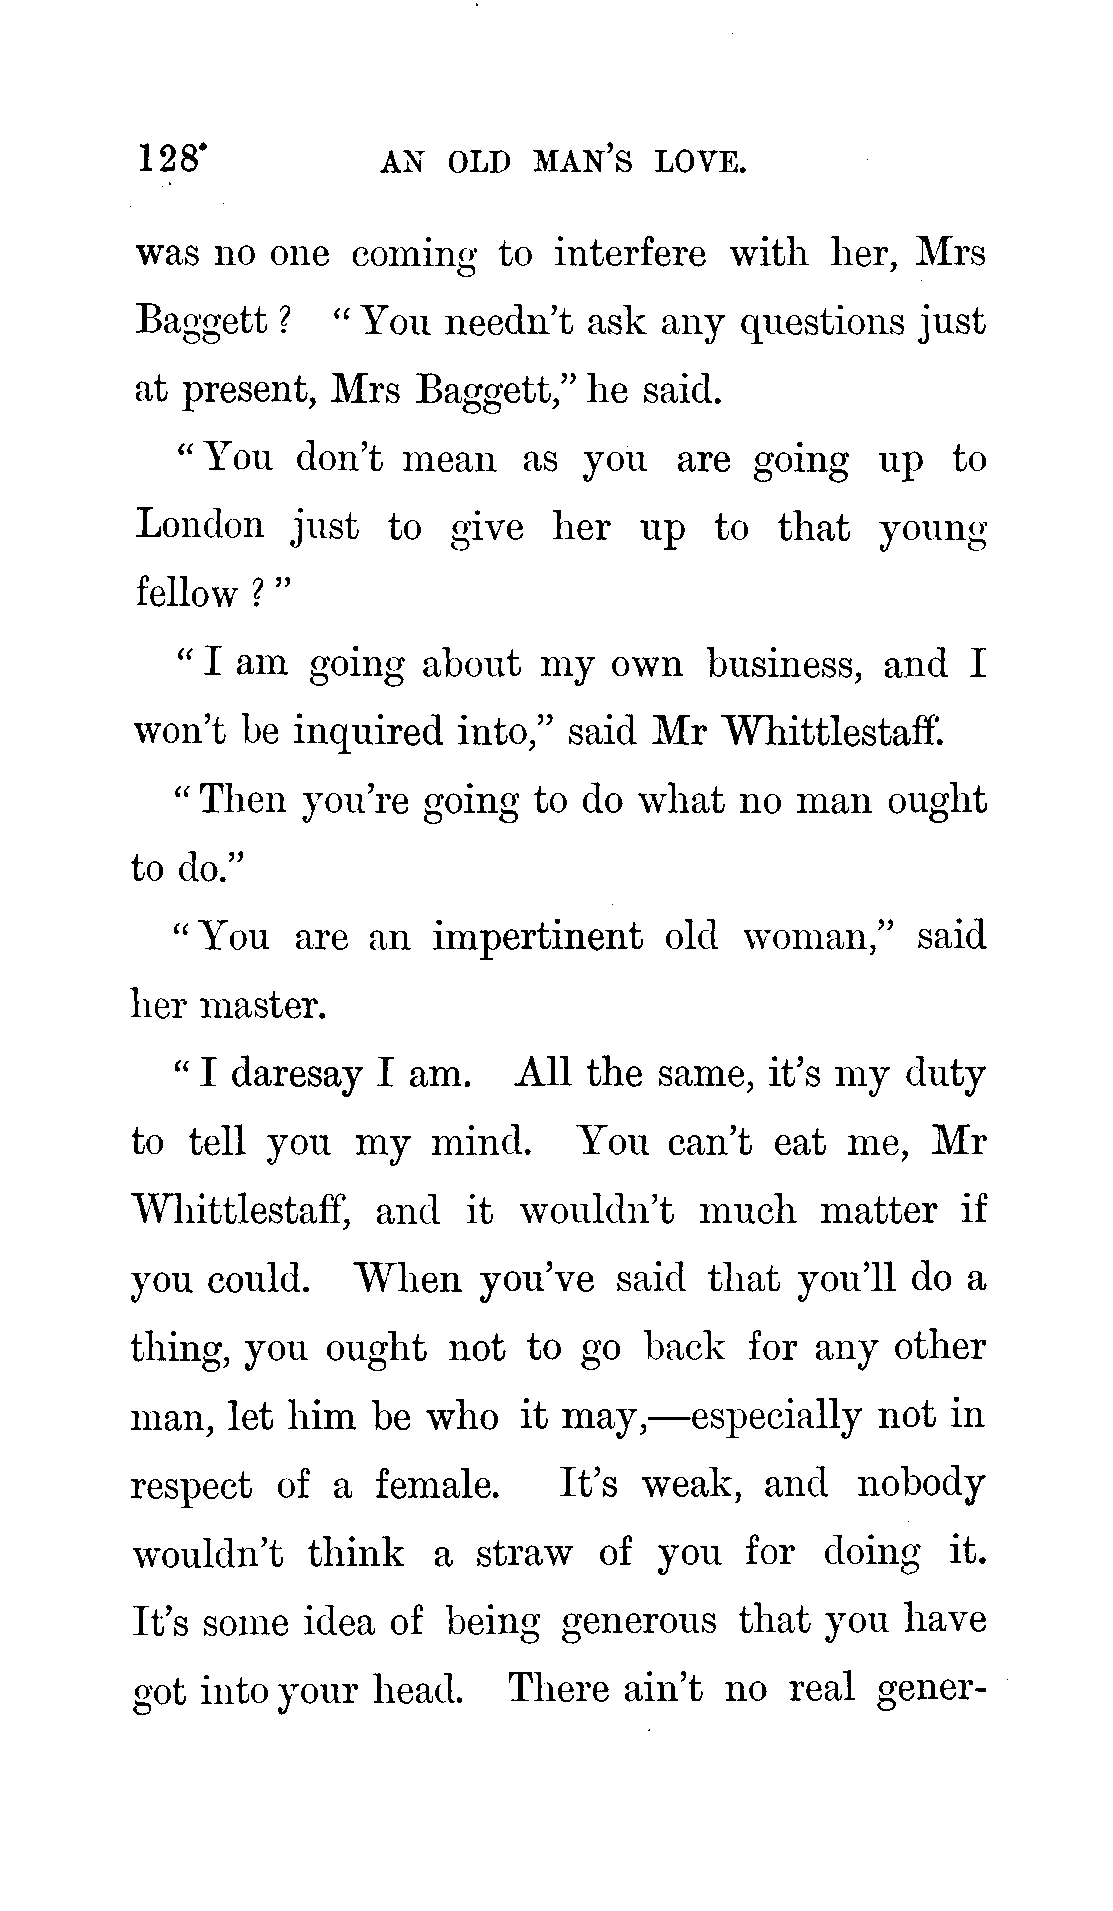 128 AN OLD MAN'S LOVE.
was no one coming to interfere with her, Mrs
Baggett? "You needn't ask any questions just
at present, Mrs Baggett," he said.
"You don't mean as you are going up to
London just to give her up to that young
fellow?"
"I am going about my own business, and I
won't be inquired into," said Mr Whittlestaff.
"Then you're going to do what no man ought
to do."
"You are an impertinent old woman," said
her master.
"I daresay I am. All the same, it's my duty
to tell you my mind. You can't eat me, Mr
Whittlestaff, and it wouldn't much matter if
you could. When you've said that you'll do a
thing, you ought not to go back for any other
man, let him be who it may,—especially not in
respect of a female. It's weak, and nobody
wouldn't think a straw of you for doing it.
It's some idea of being generous that you have
got into your head. There ain't no real gener-